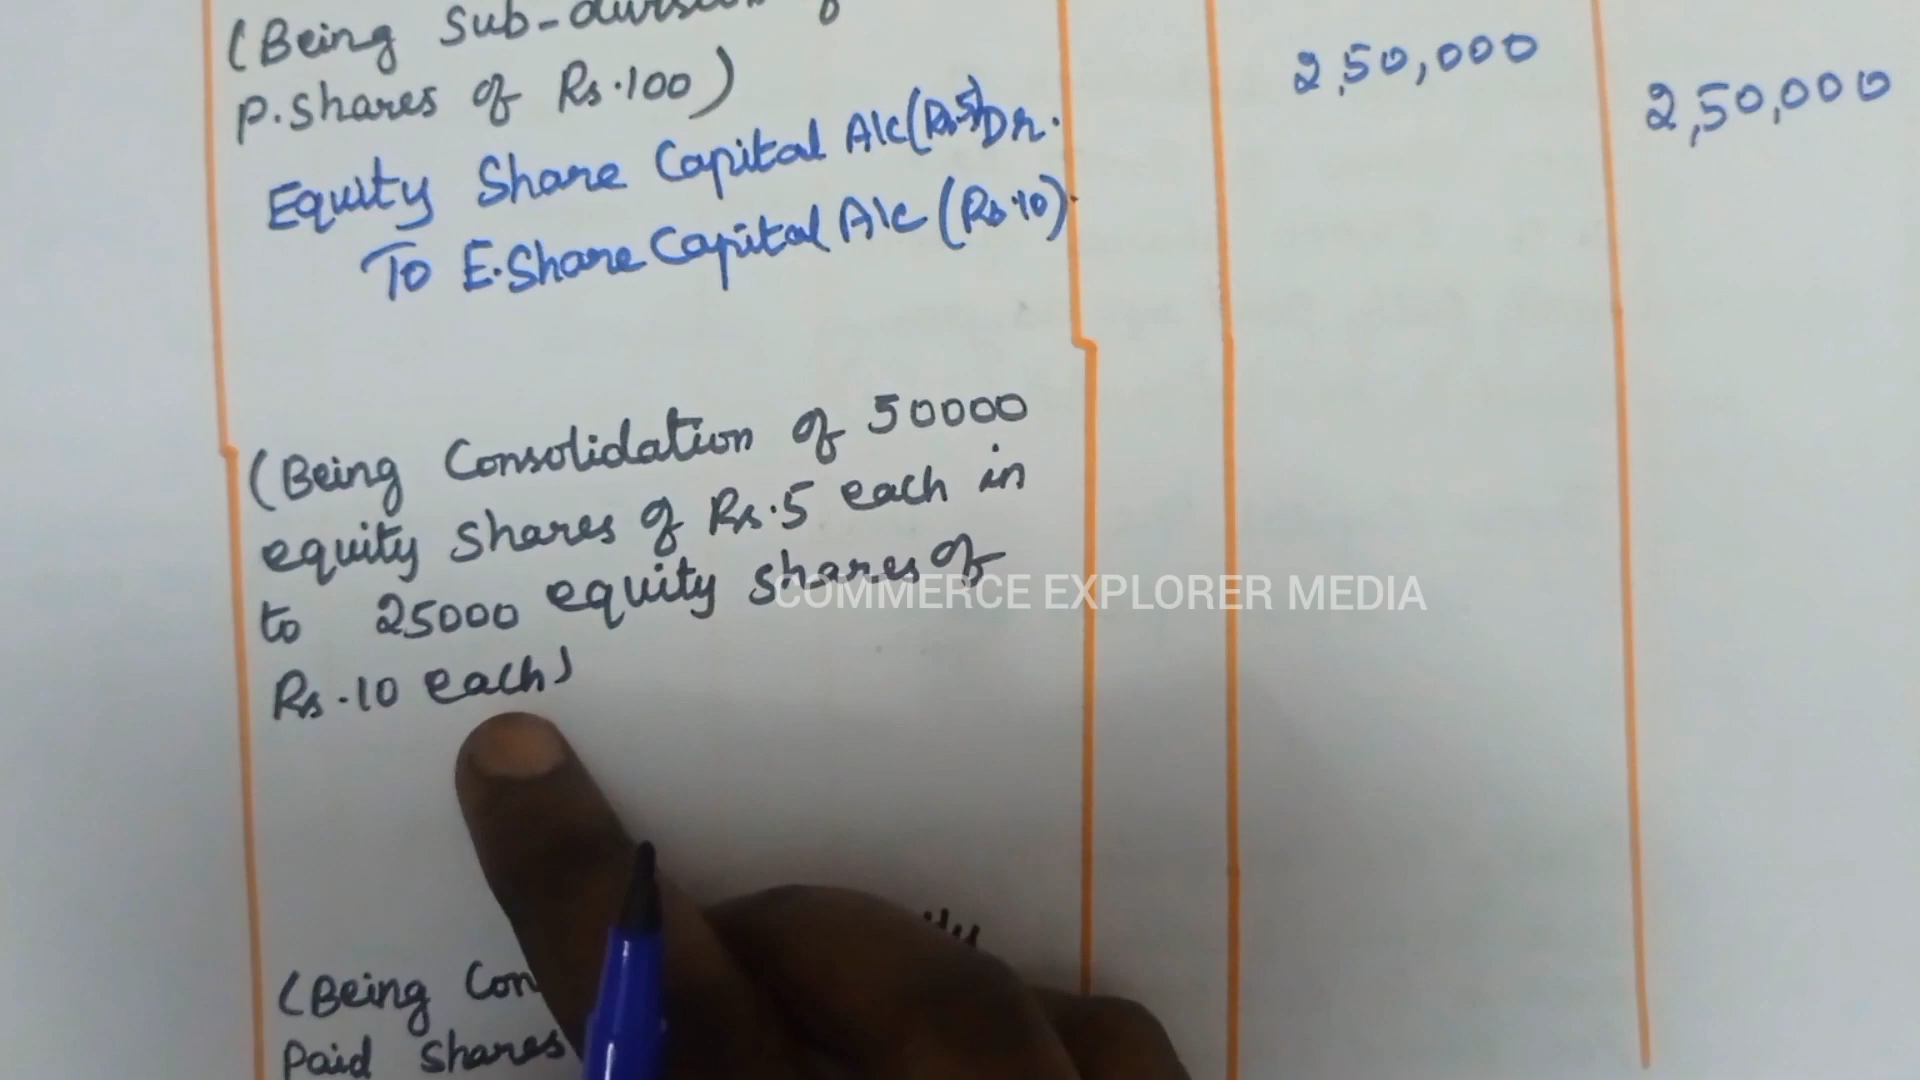 (Being Sub-division of
P.Shares of Rs.100)
2,50,000
2,50,000
Equity Share Capital A/c (Rs.5) Dr.
To E.Share Capital A/c (Rs.10).
(Being Consolidation of 50000
equity Shares of Rs.5 each in
to 25000 equity shares of
Rs.10 each)
COMMERCE EXPLORER MEDIA
(Being
Paid Shares